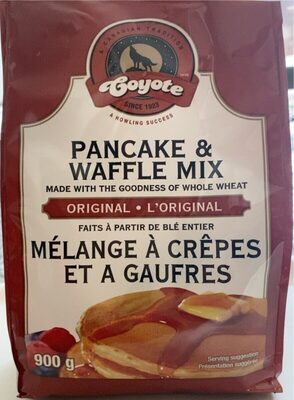 A CANADIAN TRADITION
Coyote
SINCE 1923
A HOWLING SUCCESS
PANCAKE &
WAFFLE MIX
MADE WITH THE GOODNESS OF WHOLE WHEAT
ORIGINAL • L'ORIGINAL
FAITS À PARTIR DE BLÉ ENTIER
MÉLANGE À CRÊPES
ET A GAUFRES
900 g
Serving suggestion
Présentation suggérée